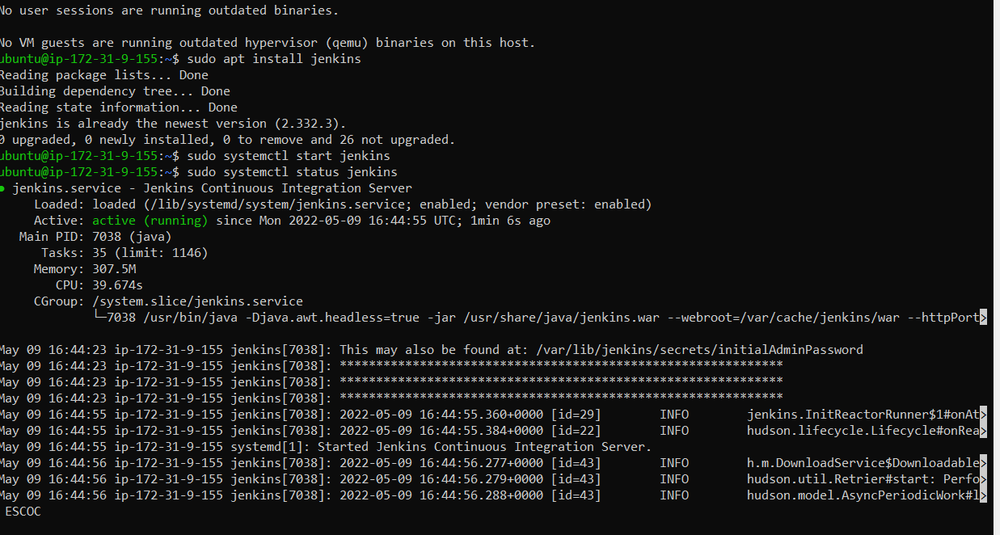 No user sessions are running outdated binaries.
No VM guests are running outdated hypervisor (qemu) binaries on this host.
ubuntu@ip-172-31-9-155:~$ sudo apt install jenkins
Reading package lists... Done
Building dependency tree... Done
Reading state information... Done
jenkins is already the newest version (2.332.3).
0 upgraded, 0 newly installed, 0 to remove and 26 not upgraded.
ubuntu@ip-172-31-9-155:~$ sudo systemctl start jenkins
ubuntu@ip-172-31-9-155:~$ sudo systemctl status jenkins
● jenkins.service - Jenkins Continuous Integration Server
     Loaded: loaded (/lib/systemd/system/jenkins.service; enabled; vendor preset: enabled)
     Active: active (running) since Mon 2022-05-09 16:44:55 UTC; 1min 6s ago
   Main PID: 7038 (java)
      Tasks: 35 (limit: 1146)
     Memory: 307.5M
        CPU: 39.674s
     CGroup: /system.slice/jenkins.service
             └─7038 /usr/bin/java -Djava.awt.headless=true -jar /usr/share/java/jenkins.war --webroot=/var/cache/jenkins/war --httpPort>
May 09 16:44:23 ip-172-31-9-155 jenkins[7038]: This may also be found at: /var/lib/jenkins/secrets/initialAdminPassword
May 09 16:44:23 ip-172-31-9-155 jenkins[7038]: *************************************************************
May 09 16:44:23 ip-172-31-9-155 jenkins[7038]: *************************************************************
May 09 16:44:23 ip-172-31-9-155 jenkins[7038]: *************************************************************
May 09 16:44:55 ip-172-31-9-155 jenkins[7038]: 2022-05-09 16:44:55.360+0000 [id=29]        INFO        jenkins.InitReactorRunner$1#onAt>
May 09 16:44:55 ip-172-31-9-155 jenkins[7038]: 2022-05-09 16:44:55.384+0000 [id=22]        INFO        hudson.lifecycle.Lifecycle#onRea>
May 09 16:44:55 ip-172-31-9-155 systemd[1]: Started Jenkins Continuous Integration Server.
May 09 16:44:56 ip-172-31-9-155 jenkins[7038]: 2022-05-09 16:44:56.277+0000 [id=43]        INFO        h.m.DownloadService$Downloadable>
May 09 16:44:56 ip-172-31-9-155 jenkins[7038]: 2022-05-09 16:44:56.279+0000 [id=43]        INFO        hudson.util.Retrier#start: Perfo>
May 09 16:44:56 ip-172-31-9-155 jenkins[7038]: 2022-05-09 16:44:56.288+0000 [id=43]        INFO        hudson.model.AsyncPeriodicWork#l>
 ESCOC